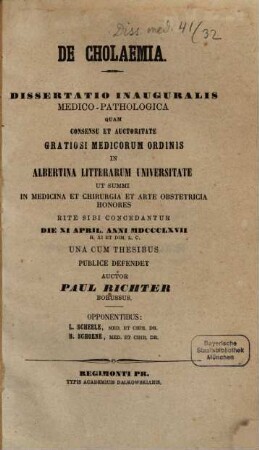 Diss. med. 41/32
DE CHOLAEMIA.
DISSERTATIO INAUGURALIS
MEDICO-PATHOLOGICA
QUAM
CONSENSU ET AUCTORITATE
GRATIOSI MEDICORUM ORDINIS
IN
ALBERTINA LITTERARUM UNIVERSITATE
UT SUMMI
IN MEDICINA ET CHIRURGIA ET ARTE OBSTETRICIA
HONORES
RITE SIBI CONCEDANTUR
DIE XI APRIL. ANNI MDCCCLXVII
H. XI ET DIM. L. C.
UNA CUM THESIBUS
PUBLICE DEFENDET
AUCTOR
PAUL RICHTER
BORUSSUS.
OPPONENTIBUS:
L. SCHEELE, MED. ET CHIR. DR.
B. SCHOENE, MED. ET CHIR. DR.
Bayerische
Staatsbibliothek
München
REGIMONTI PR.
TYPIS ACADEMICIS DALKOWSKIANIS.